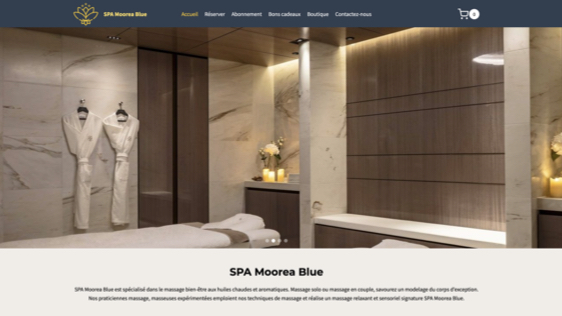 SPA Moorea Blue Accueil Réserver Abonnement Bons cadeaux Boutique Contactez-nous 0
SPA Moorea Blue
SPA Moorea Blue est spécialisé dans le massage bien-être aux huiles chaudes et aromatiques. Massage solo ou massage en couple, savourez un modelage du corps d'exception.
Nos praticiennes massage, masseuses expérimentées emploient nos techniques de massage et réalise un massage relaxant et sensoriel signature SPA Moorea Blue.